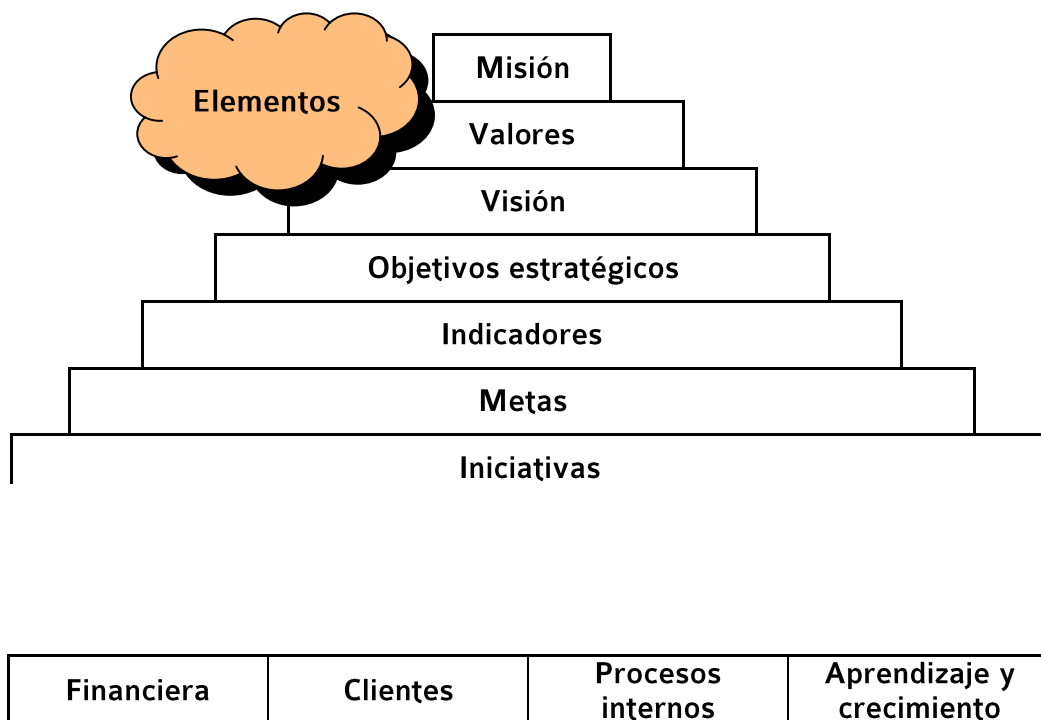 Misión
Elementos
Valores
Visión
Objetivos estratégicos
Indicadores
Metas
Iniciativas
Financiera
Clientes
Procesos
internos
Aprendizaje y
crecimiento